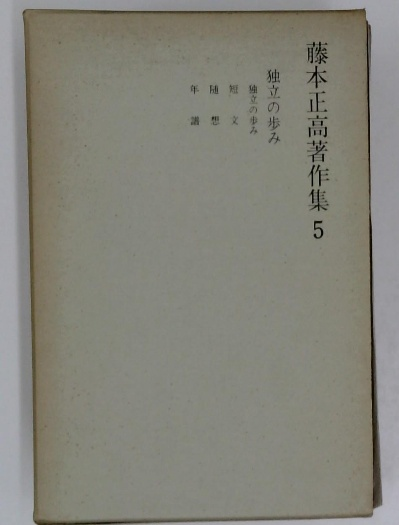 藤本正高著作集 5
独立の歩み
独立の歩み
短文
随想
年譜